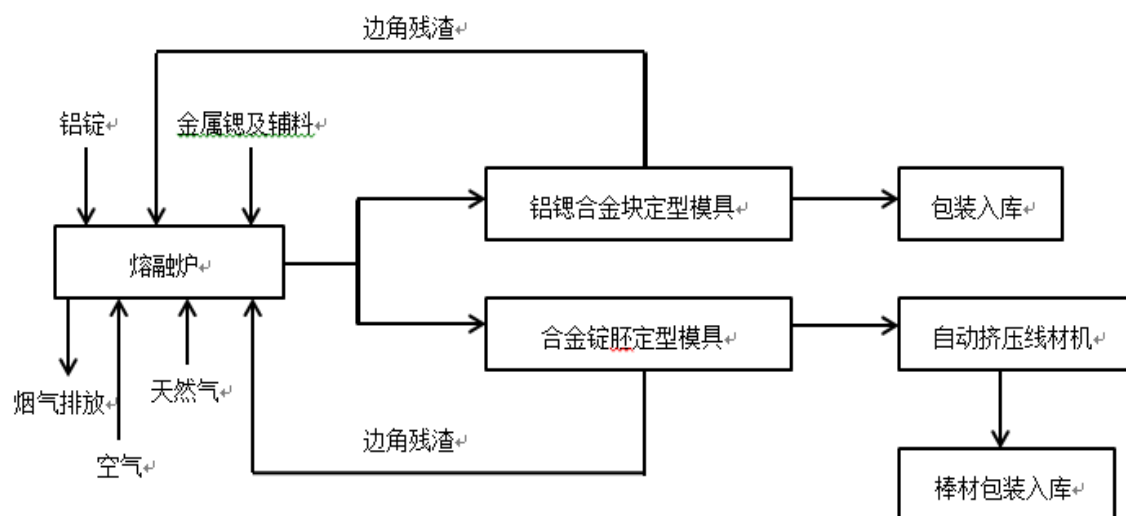 边角残渣
铝锭
金属锶及辅料
铝锶合金块定型模具
包装入库
熔融炉
合金锭胚定型模具
自动挤压线材机
天然气
烟气排放
边角残渣
空气
棒材包装入库